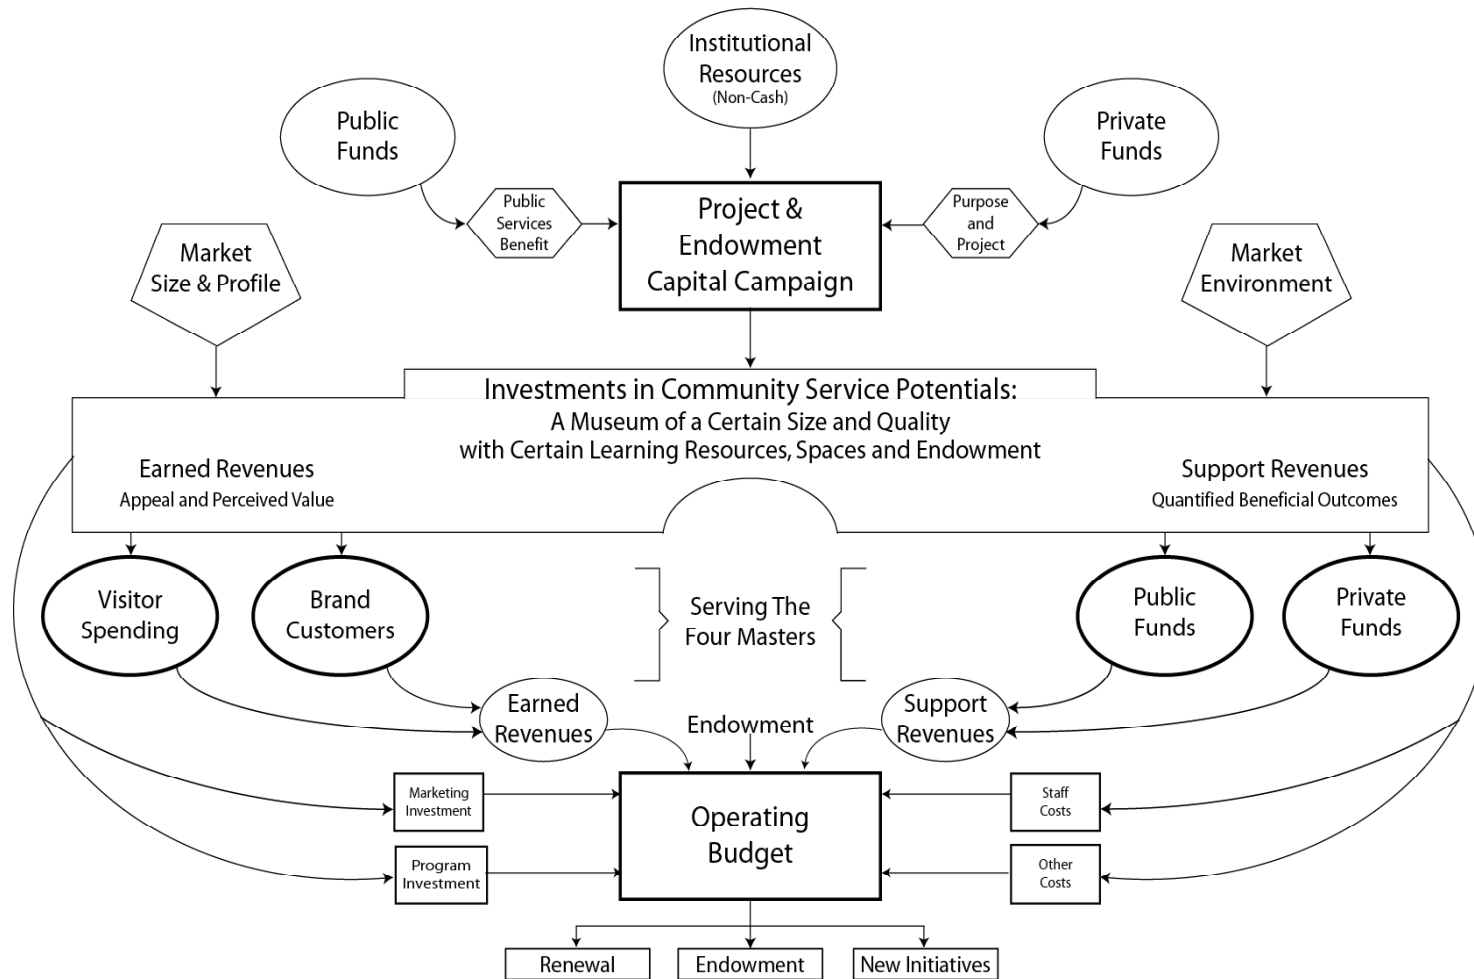 Institutional
Resources
(Non-Cash)
Public
Funds
Private
Funds
Public
Services
Benefit
Project &
Endowment
Capital Campaign
Purpose
and
Project
Market
Size & Profile
Market
Environment
Investments in Community Service Potentials:
A Museum of a Certain Size and Quality
with Certain Learning Resources, Spaces and Endowment
Earned Revenues
Appeal and Perceived Value
Support Revenues
Quantified Beneficial Outcomes
Visitor
Spending
Brand
Customers
Serving The
Four Masters
Public
Funds
Private
Funds
Earned
Revenues
Endowment
Support
Revenues
Marketing
Investment
Operating
Budget
Staff
Costs
Program
Investment
Other
Costs
Renewal
Endowment
New Initiatives